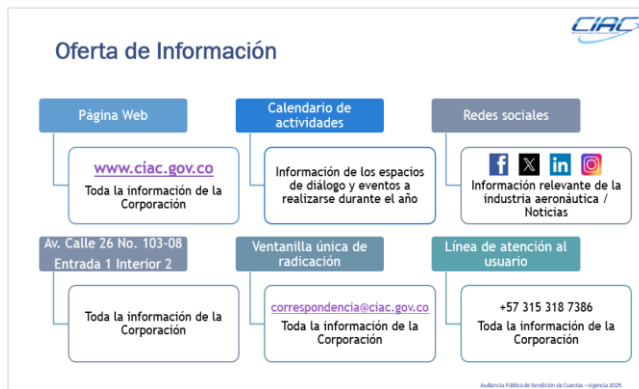 CIAC
Oferta de Información
Página Web
www.ciac.gov.co
Toda la información de la
Corporación
Calendario de
actividades
Información de los espacios
de diálogo y eventos a
realizarse durante el año
Redes sociales
Información relevante de la
industria aeronáutica /
Noticias
Av. Calle 26 No. 103-08
Entrada 1 Interior 2
Toda la información de la
Corporación
Ventanilla única de
radicación
correspondencia@ciac.gov.co
Toda la información de la
Corporación
Línea de atención al
usuario
+57 315 318 7386
Toda la información de la
Corporación
Audiencia Pública de Rendición de Cuentas –vigencia 2025